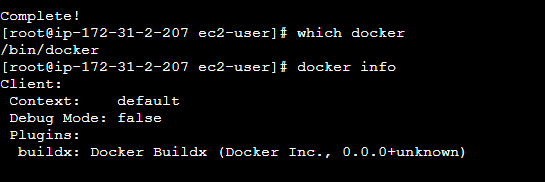 Complete!
[root@ip-172-31-2-207 ec2-user]# which docker
/bin/docker
[root@ip-172-31-2-207 ec2-user]# docker info
Client:
 Context:    default
 Debug Mode: false
 Plugins:
  buildx: Docker Buildx (Docker Inc., 0.0.0+unknown)